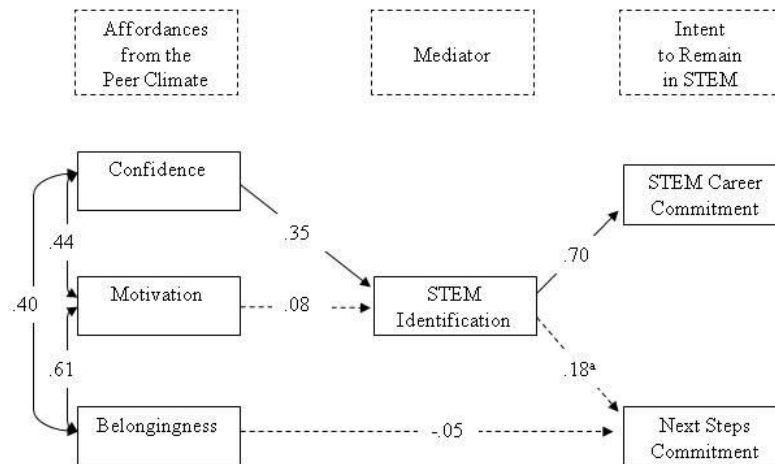 Affordances
from the
Peer Climate
Mediator
Intent
to Remain
in STEM
Confidence
STEM Career
Commitment
.44
.35
.70
.40
Motivation
.08
STEM
Identification
.61
.18ª
Belongingness
-.05
Next Steps
Commitment